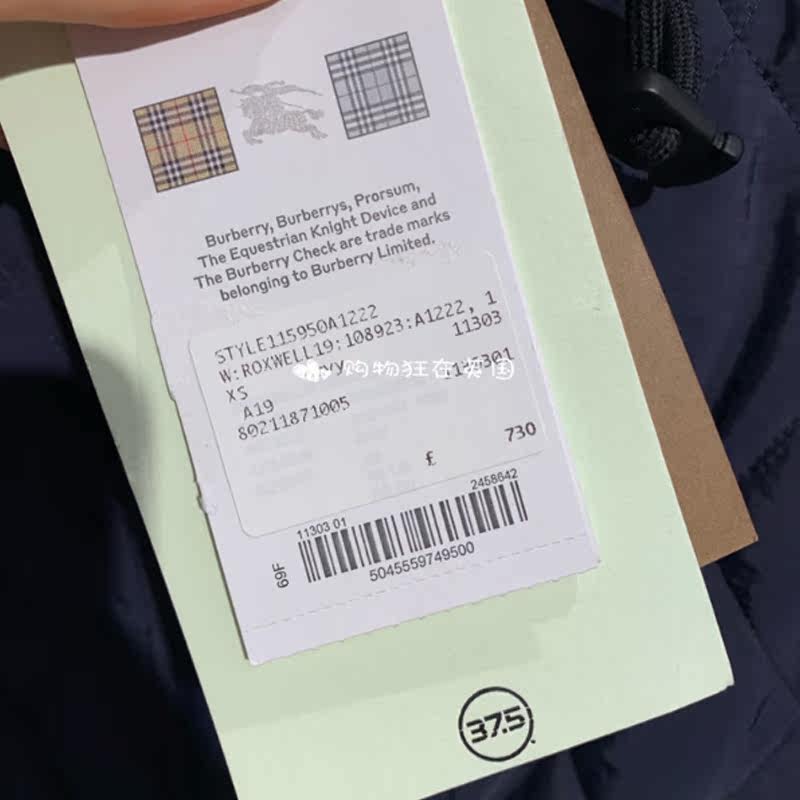 Burberry, Burberrys, Prorsum,
The Equestrian Knight Device and
The Burberry Check are trade marks
belonging to Burberry Limited.
STYLE115950A1222
W:ROXWELL19:108923:A1222, 1
11303
XS
购物狂在英国
A19
80211871005
£ 730
11303 01 2458642
69F
5045559749500
37.5